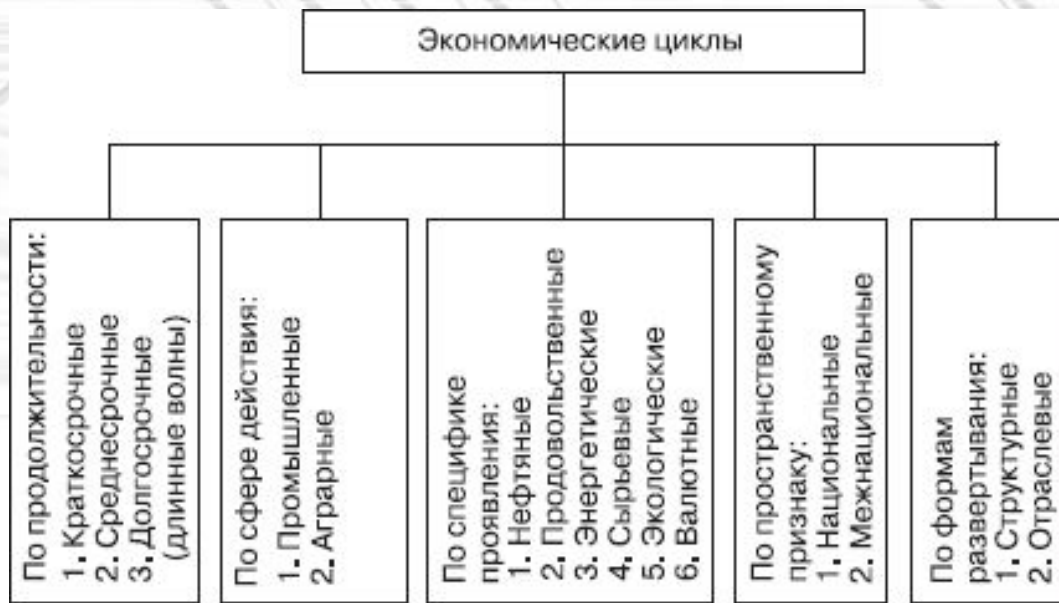 Экономические циклы
По продолжительности:
1. Краткосрочные
2. Среднесрочные
3. Долгосрочные
(длинные волны)
По сфере действия:
1. Промышленные
2. Аграрные
По специфике
проявления:
1. Нефтяные
2. Продовольственные
3. Энергетические
4. Сырьевые
5. Экологические
6. Валютные
По пространственному
признаку:
1. Национальные
2. Межнациональные
По формам
развертывания:
1. Структурные
2. Отраслевые